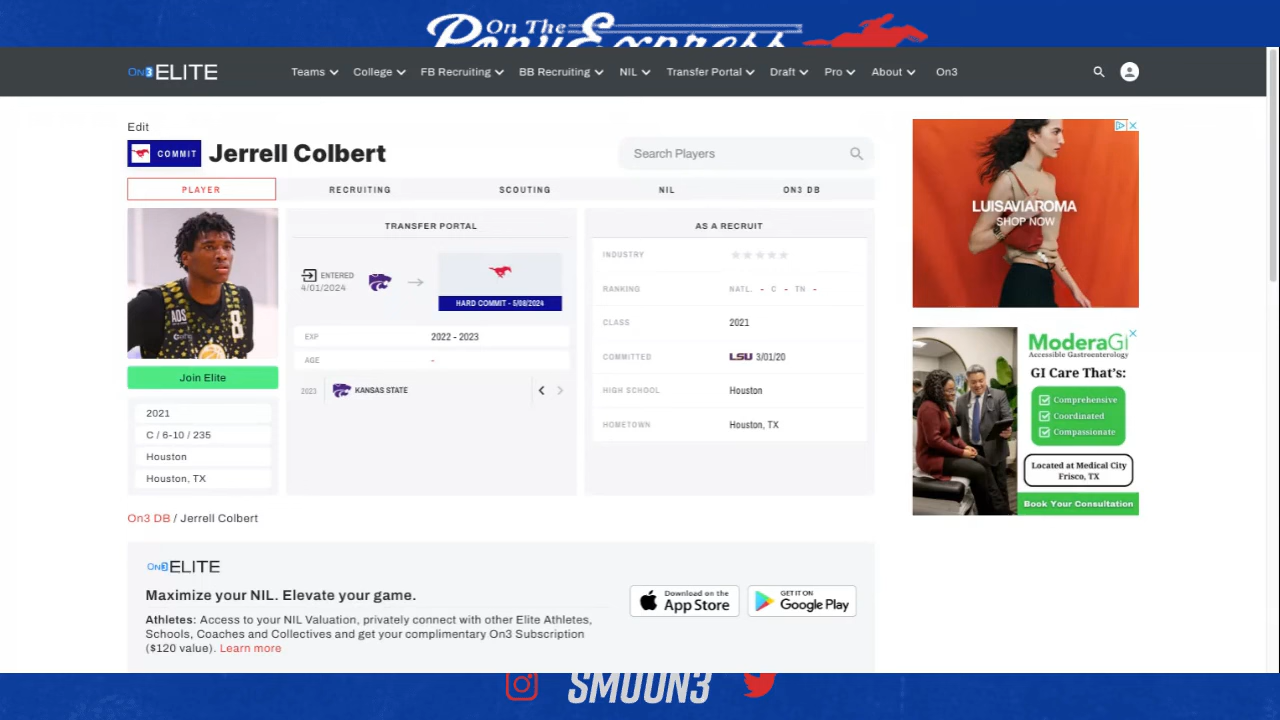 On The
Pony Express
On3 ELITE
Teams College FB Recruiting BB Recruiting NIL Transfer Portal Draft Pro About On3
Edit
COMMIT Jerrell Colbert
Search Players
PLAYER RECRUITING SCOUTING NIL ON3 DB
TRANSFER PORTAL
ENTERED
4/01/2024
HARD COMMIT - 5/08/2024
EXP 2022 - 2023
AGE -
2023 KANSAS STATE
AS A RECRUIT
INDUSTRY
RANKING NATL. - C - TN -
CLASS 2021
COMMITTED LSU 3/01/20
HIGH SCHOOL Houston
HOMETOWN Houston, TX
AOS
8
Join Elite
2021
C / 6-10 / 235
Houston
Houston, TX
On3 DB / Jerrell Colbert
On3 ELITE
Maximize your NIL. Elevate your game.
Athletes: Access to your NIL Valuation, privately connect with other Elite Athletes,
Schools, Coaches and Collectives and get your complimentary On3 Subscription
($120 value). Learn more
Download on the
App Store
GET IT ON
Google Play
LUISAVIAROMA
SHOP NOW
ModeraGI
Accessible Gastroenterology
GI Care That's:
Comprehensive
Coordinated
Compassionate
Located at Medical City
Frisco, TX
Book Your Consultation
SMUON3